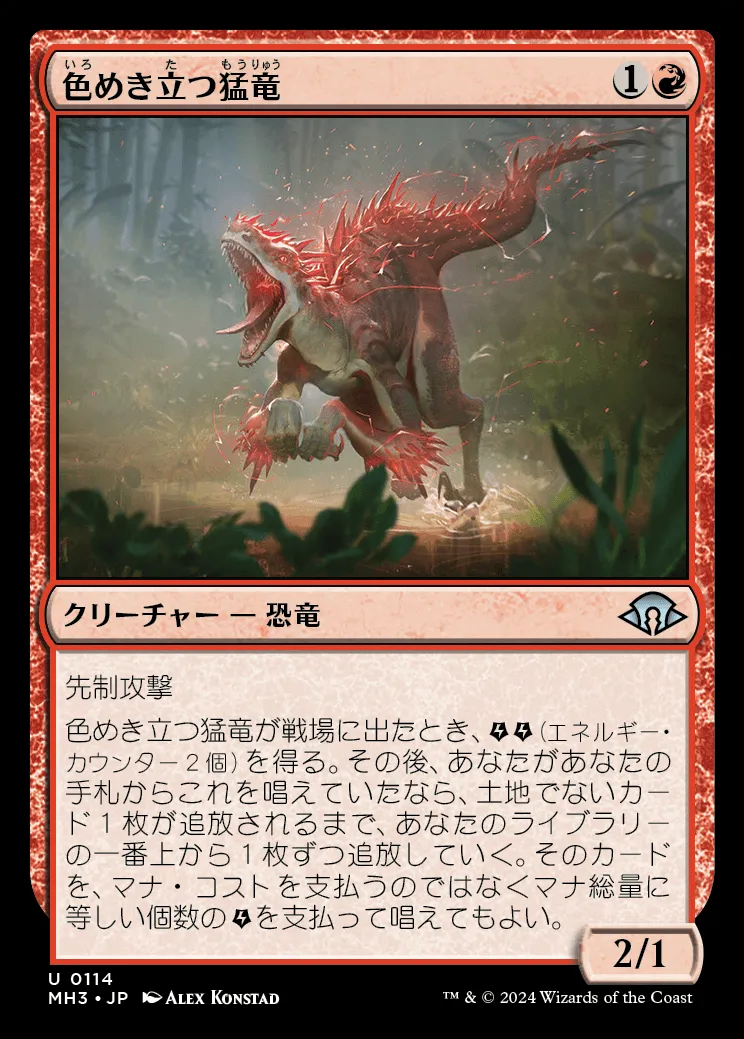 色めき立つ猛竜
いろ た もうりゅう
1
クリーチャー — 恐竜
先制攻撃
色めき立つ猛竜が戦場に出たとき、(エネルギー・
カウンター2個)を得る。その後、あなたがあなたの
手札からこれを唱えていたなら、土地でないカー
ド1枚が追放されるまで、あなたのライブラリー
の一番上から1枚ずつ追放していく。そのカード
を、マナ・コストを支払うのではなくマナ総量に
等しい個数のを支払って唱えてもよい。
2/1
U 0114
MH3 • JP ALEX KONSTAD
™ & © 2024 Wizards of the Coast